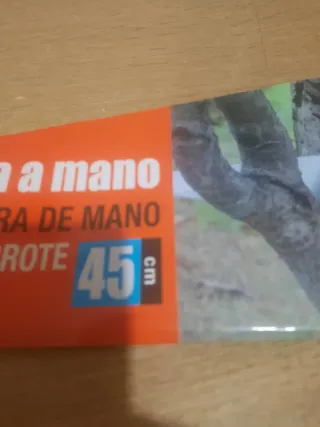 a a mano
RA DE MANO
ROTE 45 cm